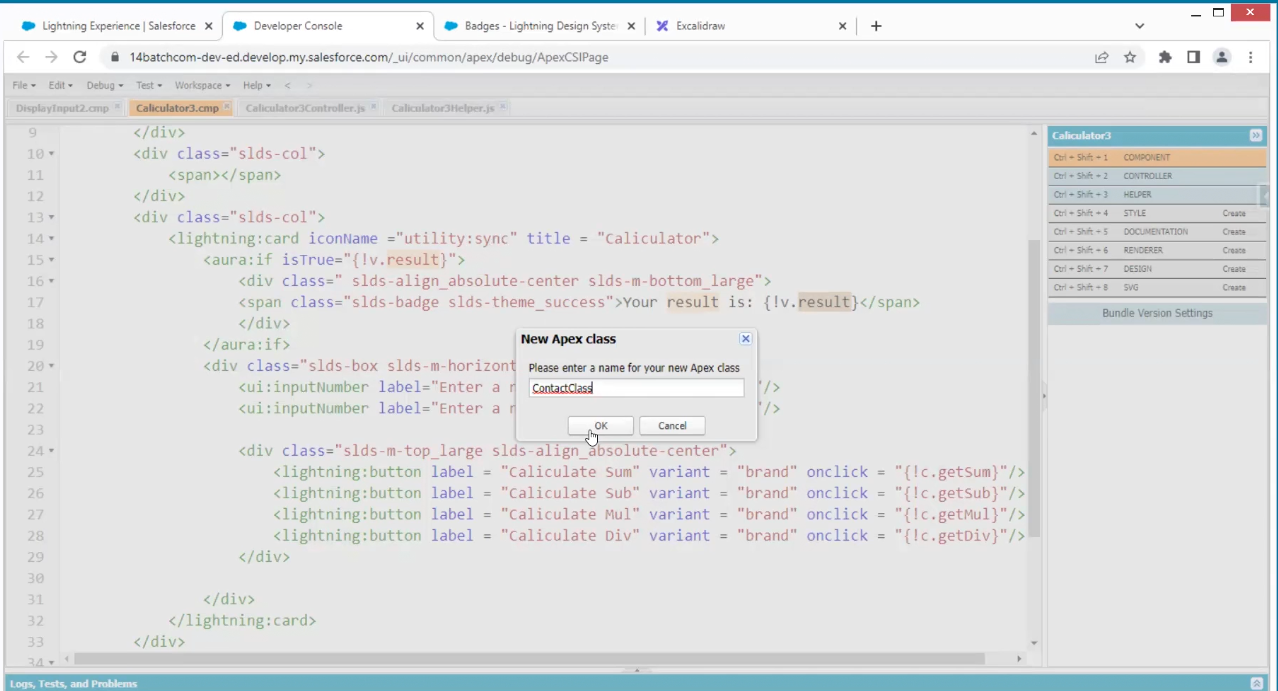 Lightning Experience | Salesforce
Developer Console
Badges - Lightning Design Syste
Excalidraw
14batchcom-dev-ed.develop.my.salesforce.com/_ui/common/apex/debug/ApexCSIPage
File Edit Debug Test Workspace Help < >
DisplayInput2.cmp Caliculator3.cmp Caliculator3Controller.js Caliculator3Helper.js
9 </div>
10 <div class="slds-col">
11 <span></span>
12 </div>
13 <div class="slds-col">
14 <lightning:card iconName ="utility:sync" title = "Caliculator">
15 <aura:if isTrue="{!v.result}">
16 <div class=" slds-align_absolute-center slds-m-bottom_large">
17 <span class="slds-badge slds-theme_success">Your result is: {!v.result}</span>
18 </div>
19 </aura:if>
20 <div class="slds-box slds-m-horizont
21 <ui:inputNumber label="Enter a "/>
22 <ui:inputNumber label="Enter a "/>
23
24 <div class="slds-m-top_large slds-align_absolute-center">
25 <lightning:button label = "Caliculate Sum" variant = "brand" onclick = "{!c.getSum}"/>
26 <lightning:button label = "Caliculate Sub" variant = "brand" onclick = "{!c.getSub}"/>
27 <lightning:button label = "Caliculate Mul" variant = "brand" onclick = "{!c.getMul}"/>
28 <lightning:button label = "Caliculate Div" variant = "brand" onclick = "{!c.getDiv}"/>
29 </div>
30
31 </div>
32 </lightning:card>
33 </div>
34
New Apex class
Please enter a name for your new Apex class
ContactClass
OK Cancel
Caliculator3
Ctrl + Shift + 1 COMPONENT
Ctrl + Shift + 2 CONTROLLER
Ctrl + Shift + 3 HELPER
Ctrl + Shift + 4 STYLE Create
Ctrl + Shift + 5 DOCUMENTATION Create
Ctrl + Shift + 6 RENDERER Create
Ctrl + Shift + 7 DESIGN Create
Ctrl + Shift + 8 SVG Create
Bundle Version Settings
Logs, Tests, and Problems